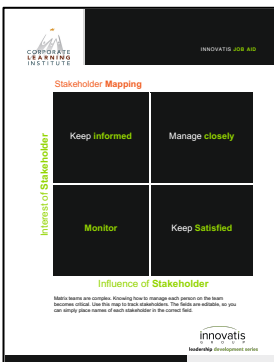 CORPORATE
LEARNING
INSTITUTE
INNOVATIS JOB AID
Stakeholder Mapping
Interest of Stakeholder
Keep informed
Manage closely
Monitor
Keep Satisfied
Influence of Stakeholder
Matrix teams are complex. Knowing how to manage each person on the team
becomes critical. Use this map to track stakeholders. The fields are editable, so you
can simply place names of each stakeholder in the correct field.
innovatis
GROUP
leadership development series